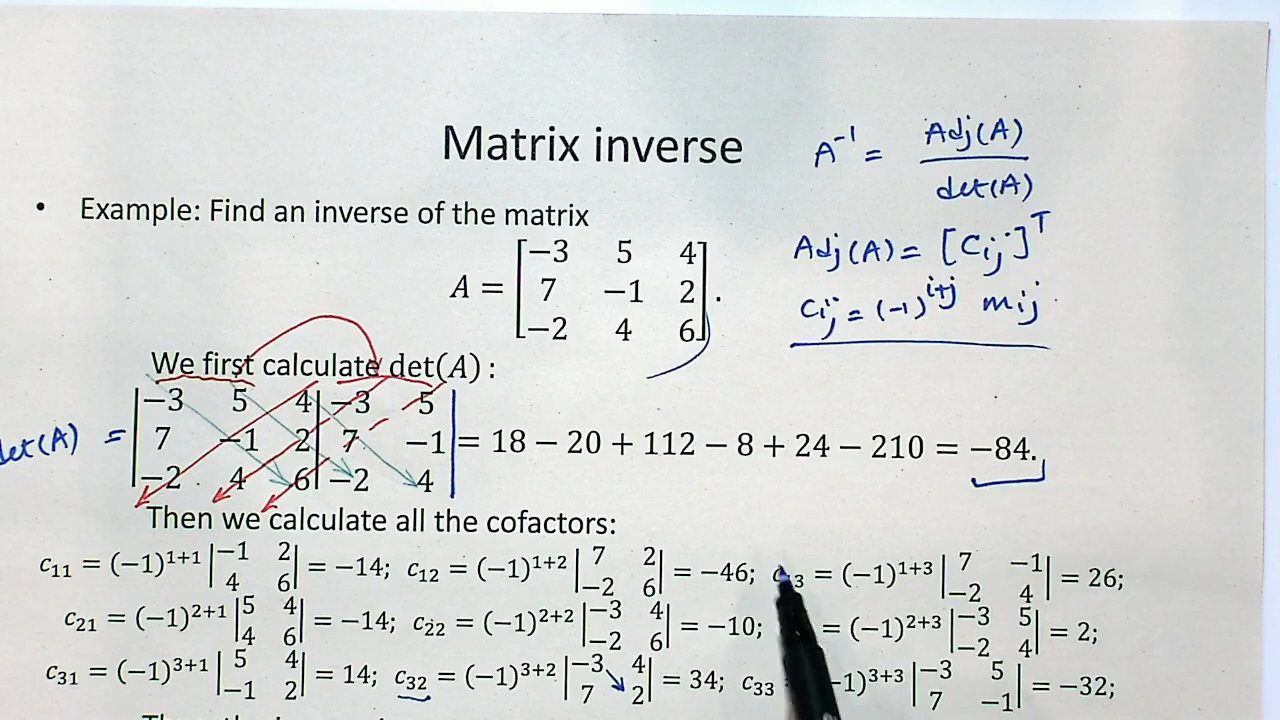 Matrix inverse
A⁻¹ = Adj(A) / det(A)
• Example: Find an inverse of the matrix
Adj(A) = [Cij]ᵀ
A = [−3 5 4
7 −1 2
−2 4 6].
Cij = (-1)^{i+j} mij
We first calculate det(A) :
det(A) = |−3 5 4| −3 5|
|7 −1 2| 7 −1| = 18 − 20 + 112 − 8 + 24 − 210 = −84.
|−2 4 6| −2 4|
Then we calculate all the cofactors:
c₁₁ = (−1)¹⁺¹ |−1 2; 4 6| = −14; c₁₂ = (−1)¹⁺² |7 2; −2 6| = −46; = (−1)¹⁺³ |7 −1; −2 4| = 26;
c₂₁ = (−1)²⁺¹ |5 4; 4 6| = −14; c₂₂ = (−1)²⁺² |−3 4; −2 6| = −10; = (−1)²⁺³ |−3 5; −2 4| = 2;
c₃₁ = (−1)³⁺¹ |5 4; −1 2| = 14; c₃₂ = (−1)³⁺² |−3 4; 7 2| = 34; c₃₃ −1)³⁺³ |−3 5; 7 −1| = −32;